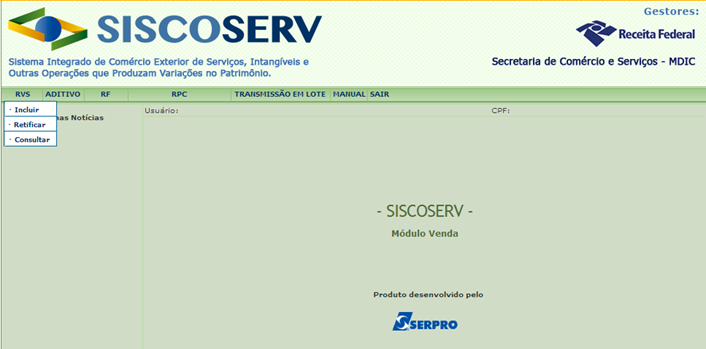 SISCOSERV
Gestores:
Receita Federal
Sistema Integrado de Comércio Exterior de Serviços, Intangíveis e
Outras Operações que Produzam Variações no Patrimônio.
Secretaria de Comércio e Serviços - MDIC
RVS ADITIVO RF RPC TRANSMISSÃO EM LOTE MANUAL SAIR
· Incluir
· Retificar
· Consultar
Notícias
Usuário: CPF:
- SISCOSERV -
Módulo Venda
Produto desenvolvido pelo
SERPRO